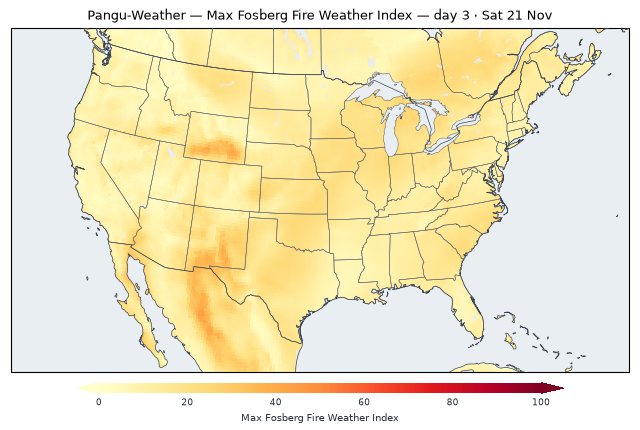 Pangu-Weather — Max Fosberg Fire Weather Index — day 3 · Sat 21 Nov
0 20 40 60 80 100
Max Fosberg Fire Weather Index